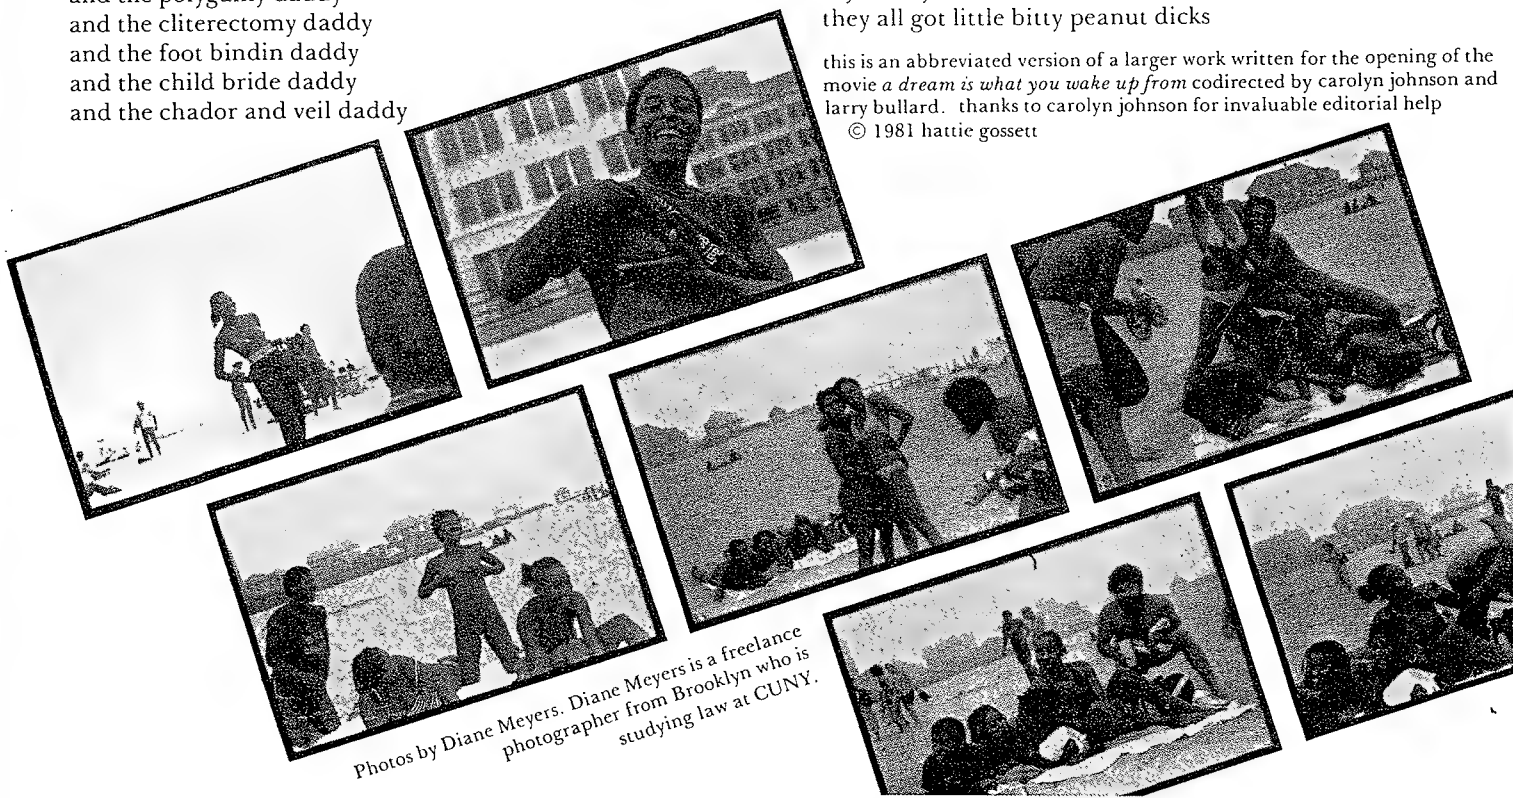 and the polygamy daddy
and the cliterectomy daddy
and the foot bindin daddy
and the child bride daddy
and the chador and veil daddy
they all got little bitty peanut dicks
this is an abbreviated version of a larger work written for the opening of the
movie a dream is what you wake up from codirected by carolyn johnson and
larry bullard. thanks to carolyn johnson for invaluable editorial help
© 1981 hattie gossett
Photos by Diane Meyers. Diane Meyers is a freelance
photographer from Brooklyn who is
studying law at CUNY.